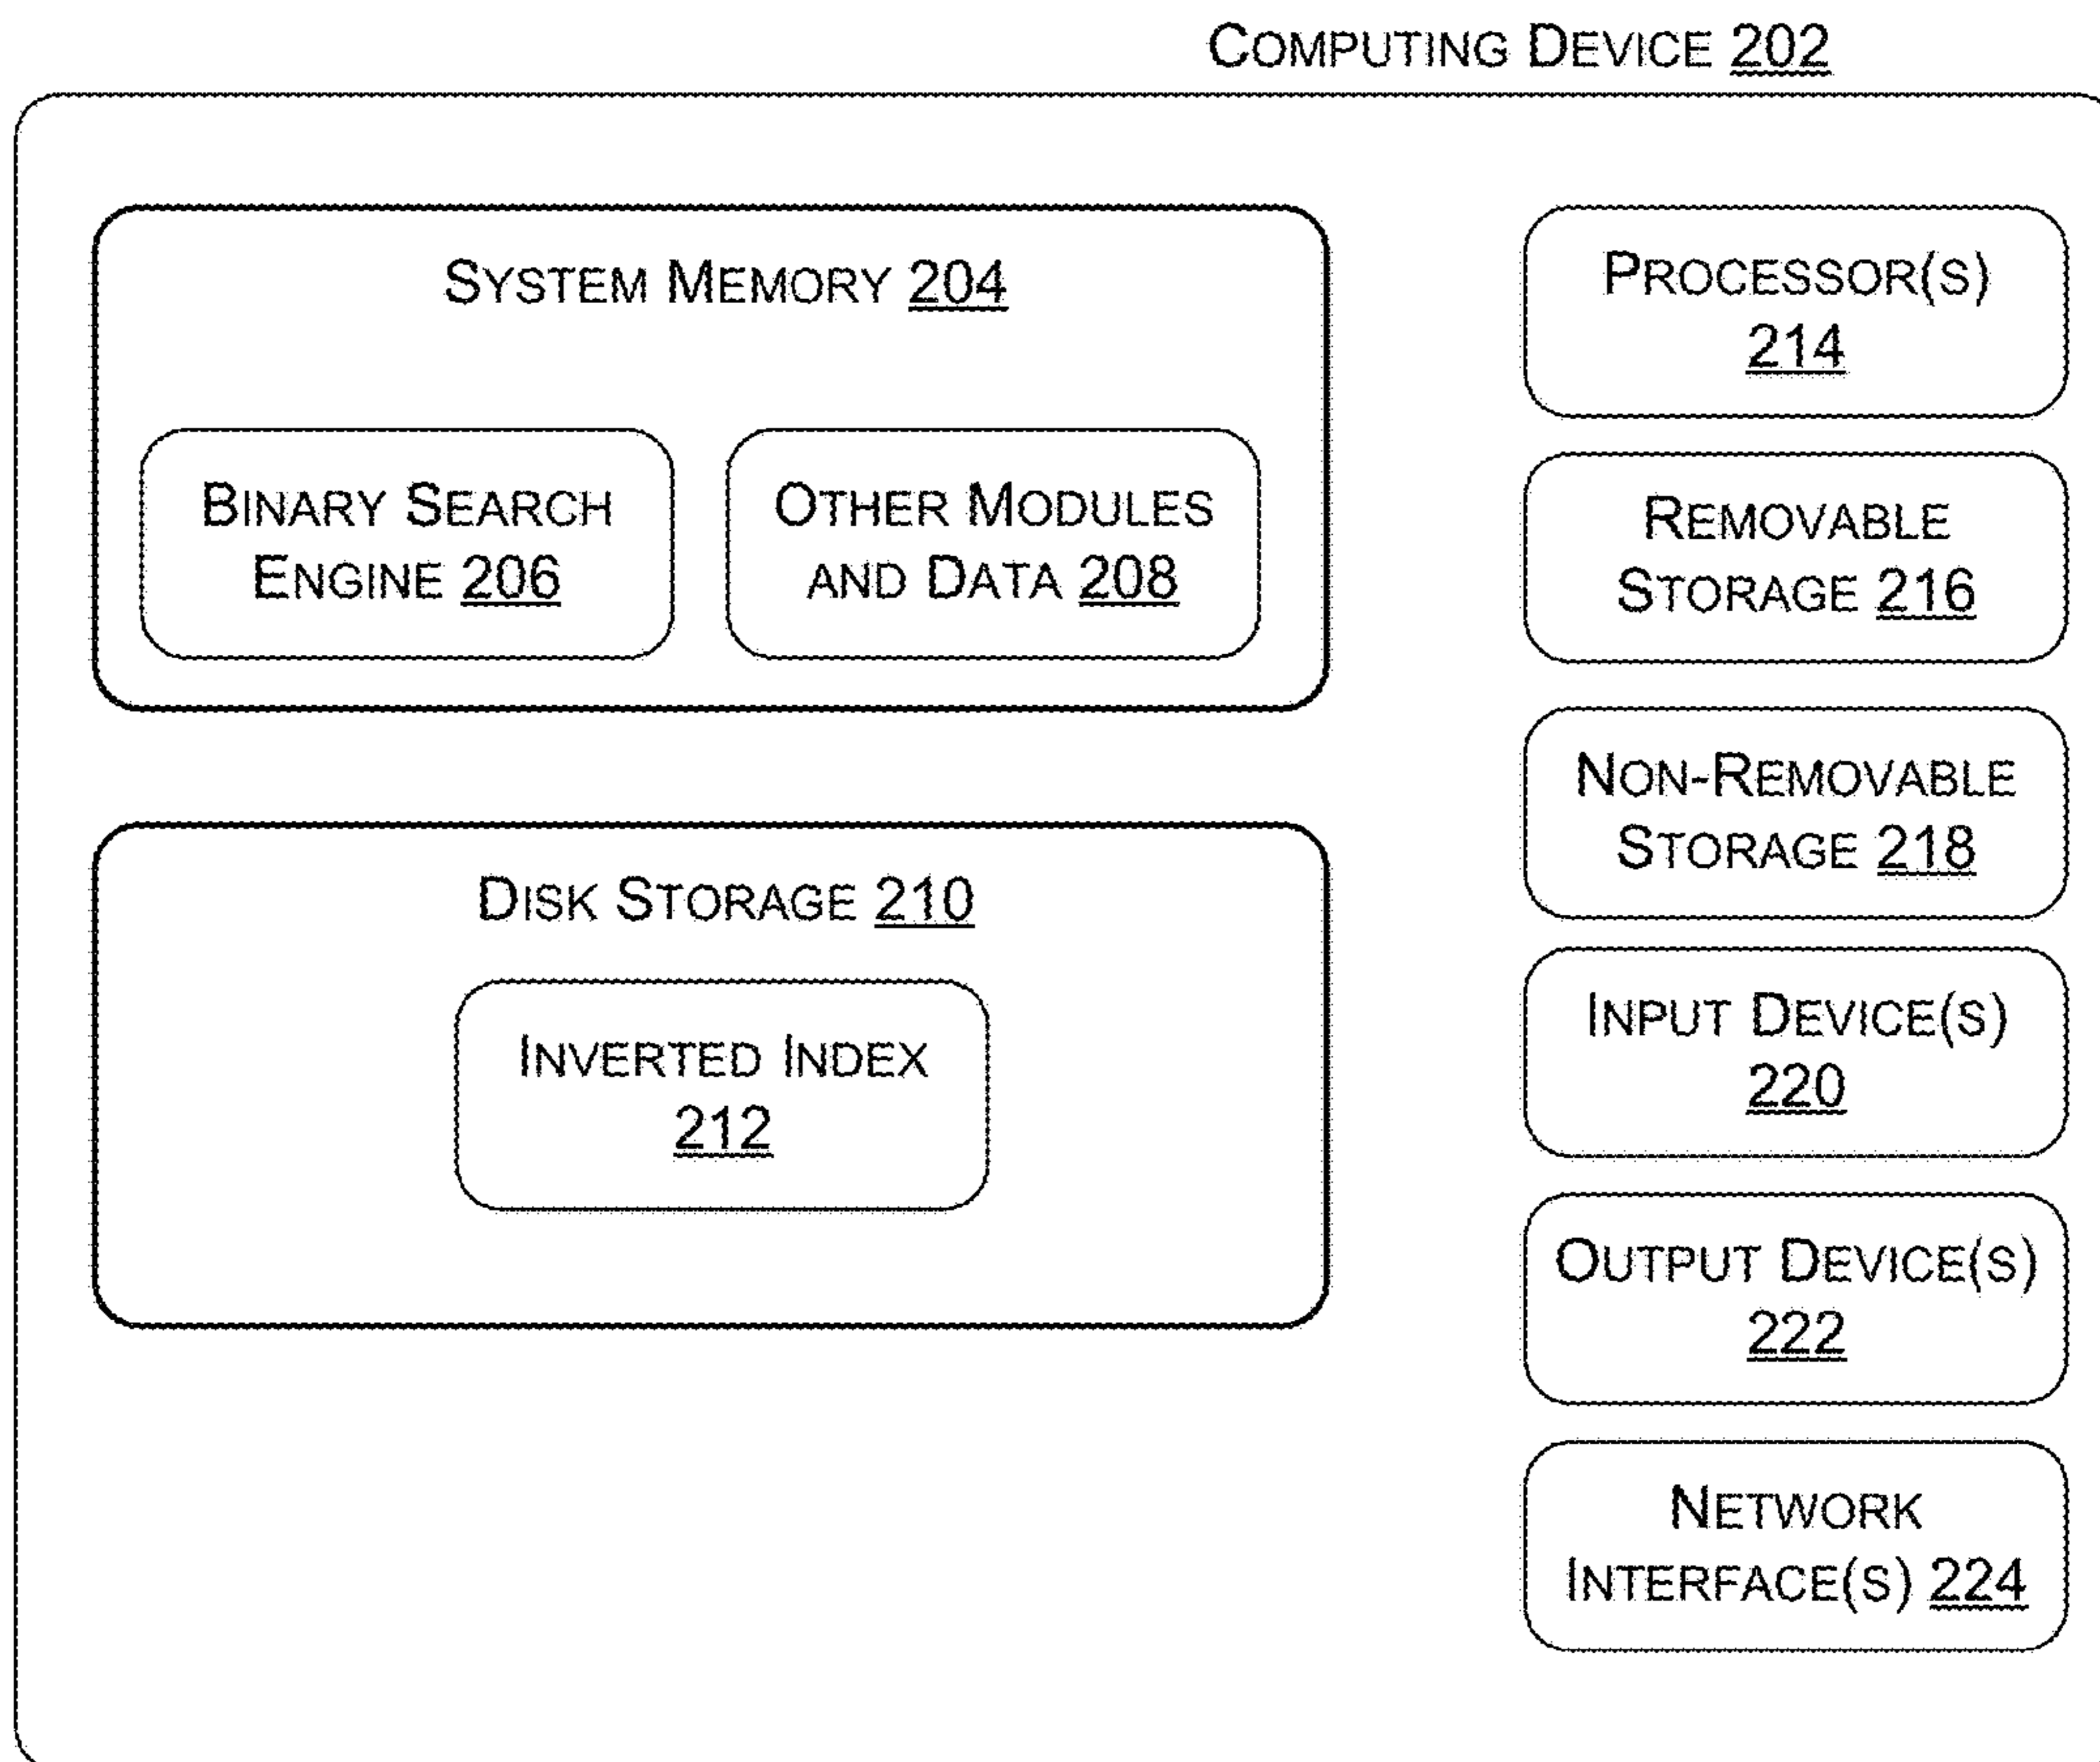 COMPUTING DEVICE 202
SYSTEM MEMORY 204
BINARY SEARCH
ENGINE 206
OTHER MODULES
AND DATA 208
DISK STORAGE 210
INVERTED INDEX
212
PROCESSOR(S)
214
REMOVABLE
STORAGE 216
NON-REMOVABLE
STORAGE 218
INPUT DEVICE(S)
220
OUTPUT DEVICE(S)
222
NETWORK
INTERFACE(S) 224